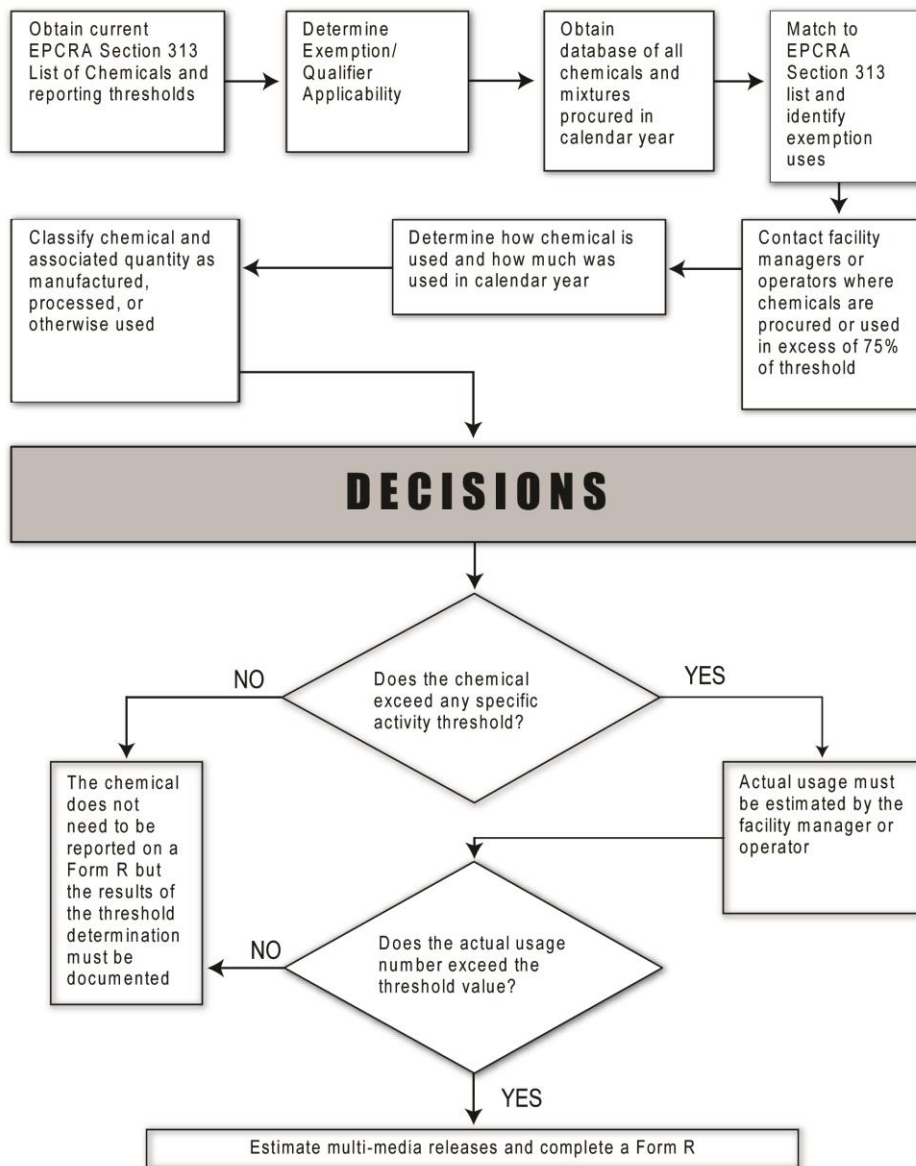 Obtain current
EPCRA Section 313
List of Chemicals and
reporting thresholds
Determine
Exemption/
Qualifier
Applicability
Obtain
database of all
chemicals and
mixtures
procured in
calendar year
Match to
EPCRA
Section 313
list and
identify
exemption
uses
Contact facility
managers or
operators where
chemicals are
procured or used
in excess of 75%
of threshold
Determine how chemical is
used and how much was
used in calendar year
Classify chemical and
associated quantity as
manufactured,
processed, or
otherwise used
DECISIONS
Does the chemical
exceed any specific
activity threshold?
NO
YES
The chemical
does not
need to be
reported on a
Form R but
the results of
the threshold
determination
must be
documented
Actual usage must
be estimated by the
facility manager or
operator
Does the actual usage
number exceed the
threshold value?
NO
YES
Estimate multi-media releases and complete a Form R